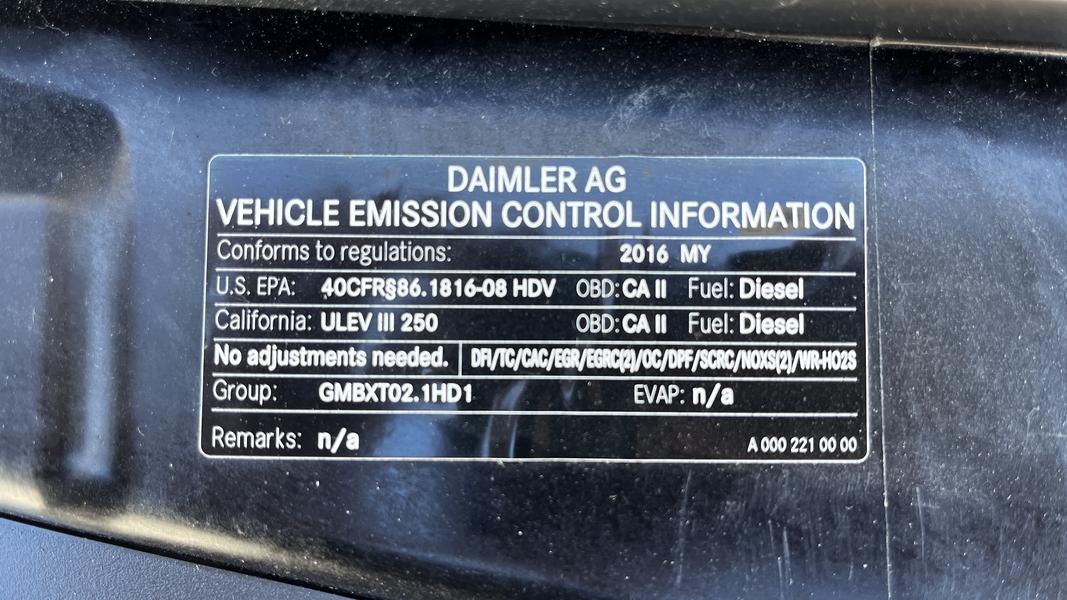 DAIMLER AG
VEHICLE EMISSION CONTROL INFORMATION
Conforms to regulations: 2016 MY
U.S. EPA: 40CFR§86.1816-08 HDV OBD: CA II Fuel: Diesel
California: ULEV III 250 OBD: CA II Fuel: Diesel
No adjustments needed. DFI/TC/CAC/EGR/EGRC(2)/OC/DPF/SCRC/NOXS(2)/WR-HO2S
Group: GMBXT02.1HD1 EVAP: n/a
Remarks: n/a A 000 221 00 00